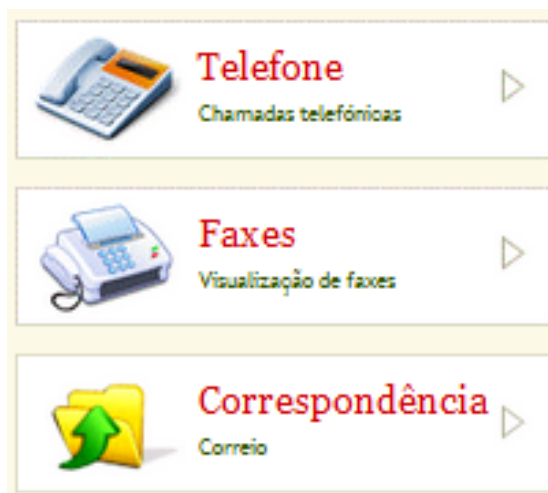 Telefone
Chamadas telefónicas
Faxes
Visualização de faxes
Correspondência
Correio